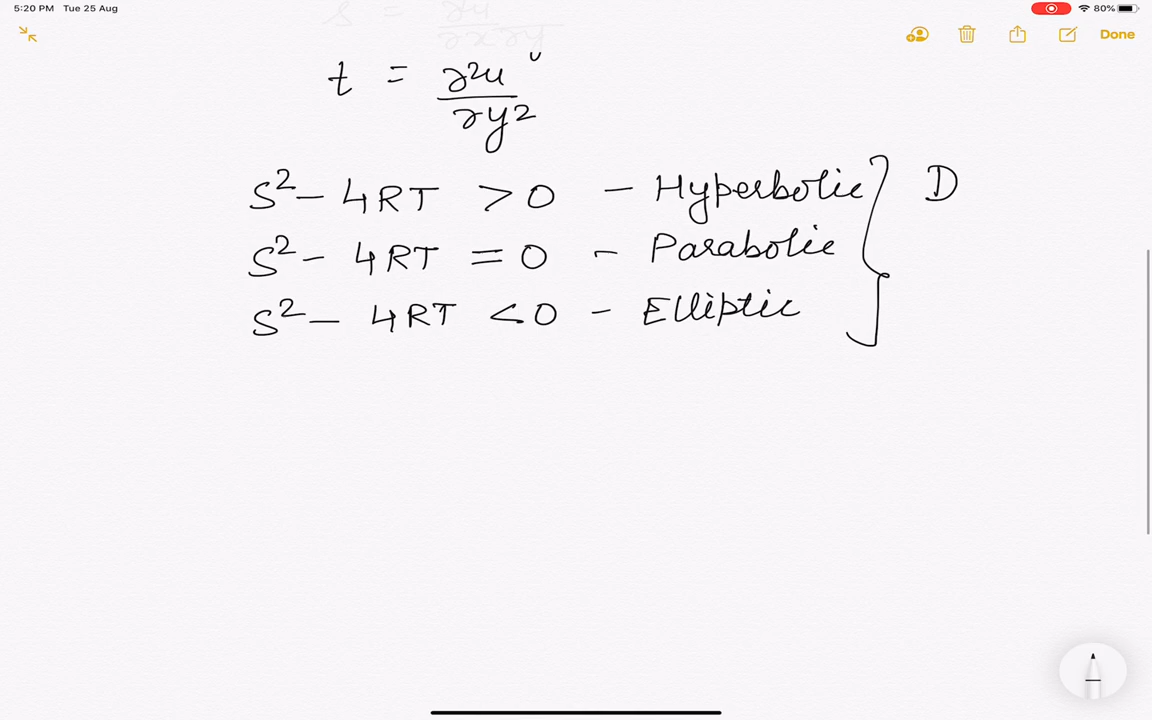 5:20 PM Tue 25 Aug
80%
Done
s = ∂u
∂x∂y
t = ∂²u
∂y²
S² - 4RT > 0 - Hyperbolic } D
S² - 4RT = 0 - Parabolic
S² - 4RT < 0 - Elliptic